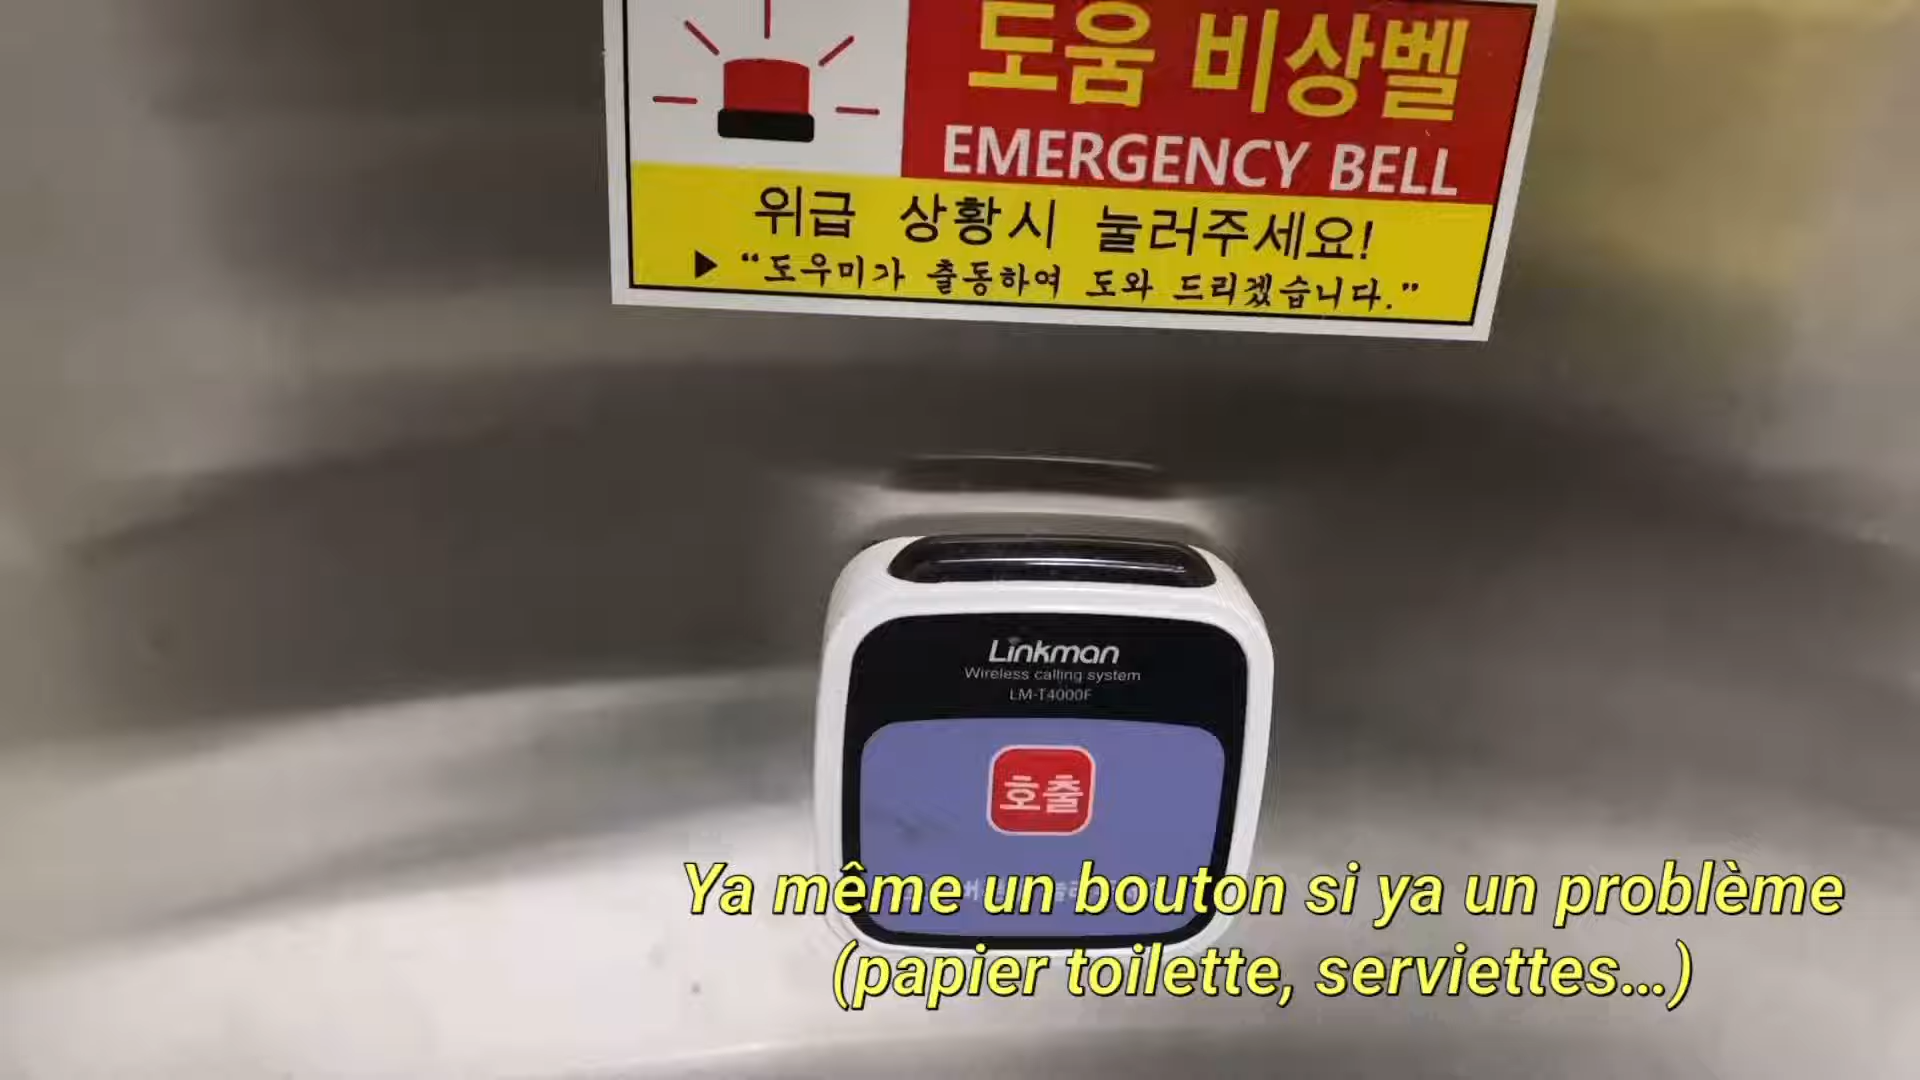 도움 비상벨
EMERGENCY BELL
위급 상황시 눌러주세요!
▶ “도우미가 출동하여 도와 드리겠습니다.”
Linkman
Wireless calling system
LM-T4000F
호출
Ya même un bouton si ya un problème
(papier toilette, serviettes...)